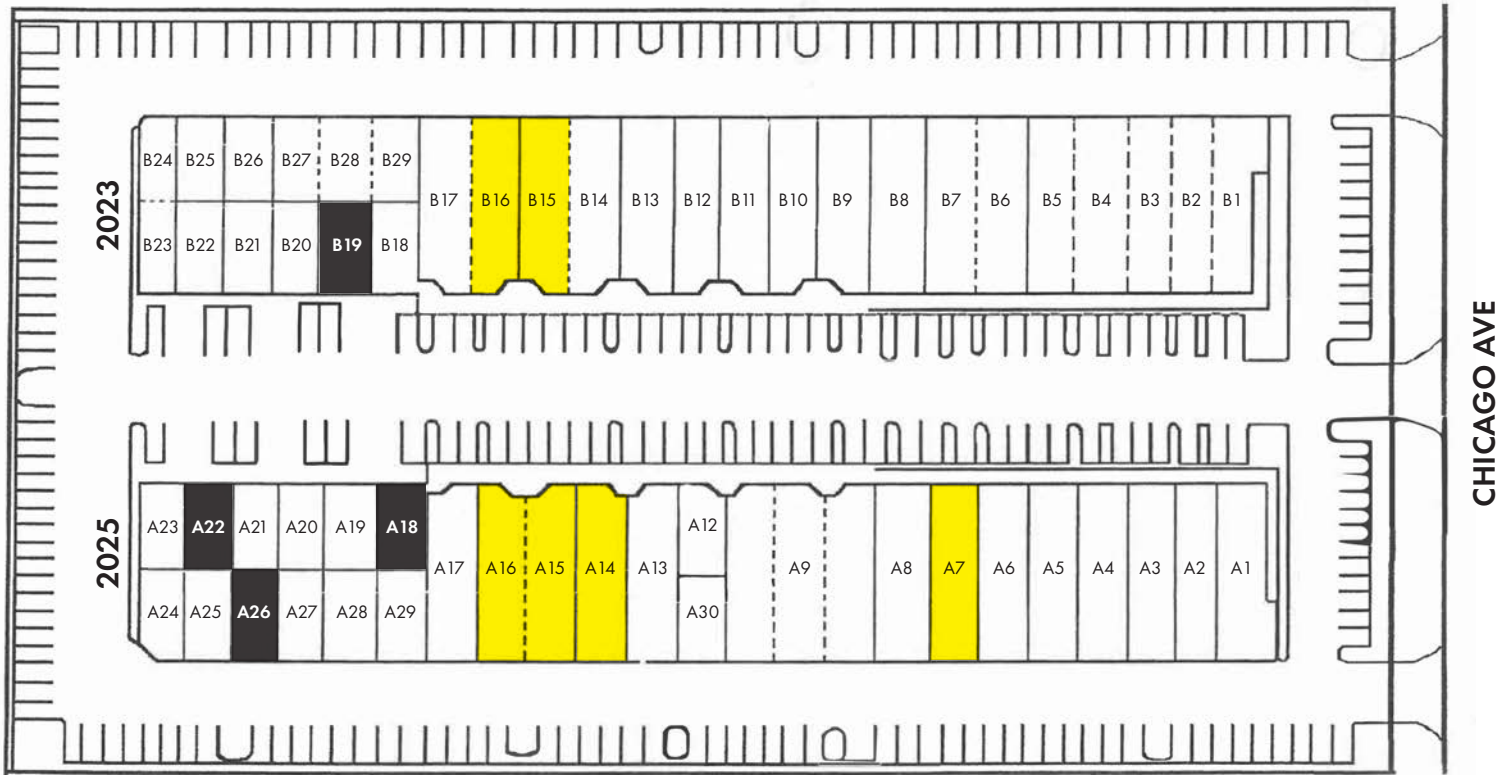 B24 B25 B26 B27 B28 B29
B17 B16 B15 B14 B13 B12 B11 B10 B9 B8 B7 B6 B5 B4 B3 B2 B1
2023
B23 B22 B21 B20 B19 B18
CHICAGO AVE
2025
A23 A22 A21 A20 A19 A18
A12
A17 A16 A15 A14 A13 A9 A8 A7 A6 A5 A4 A3 A2 A1
A24 A25 A26 A27 A28 A29
A30